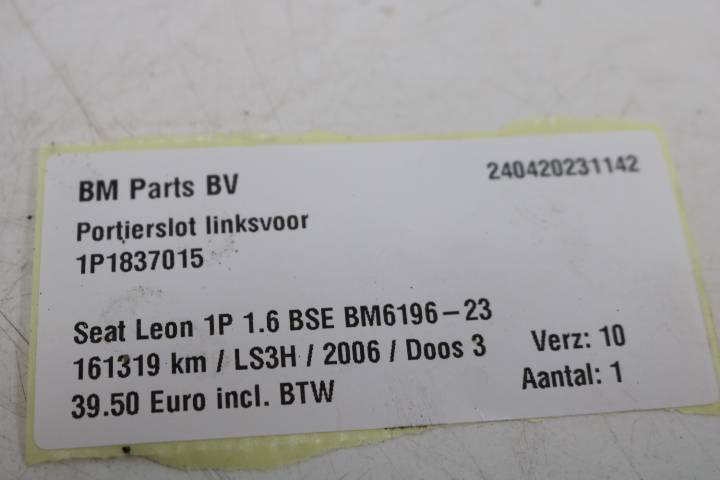 BM Parts BV
240420231142
Portierslot linksvoor
1P1837015
Seat Leon 1P 1.6 BSE BM6196-23
161319 km / LS3H / 2006 / Doos 3
Verz: 10
39.50 Euro incl. BTW
Aantal: 1